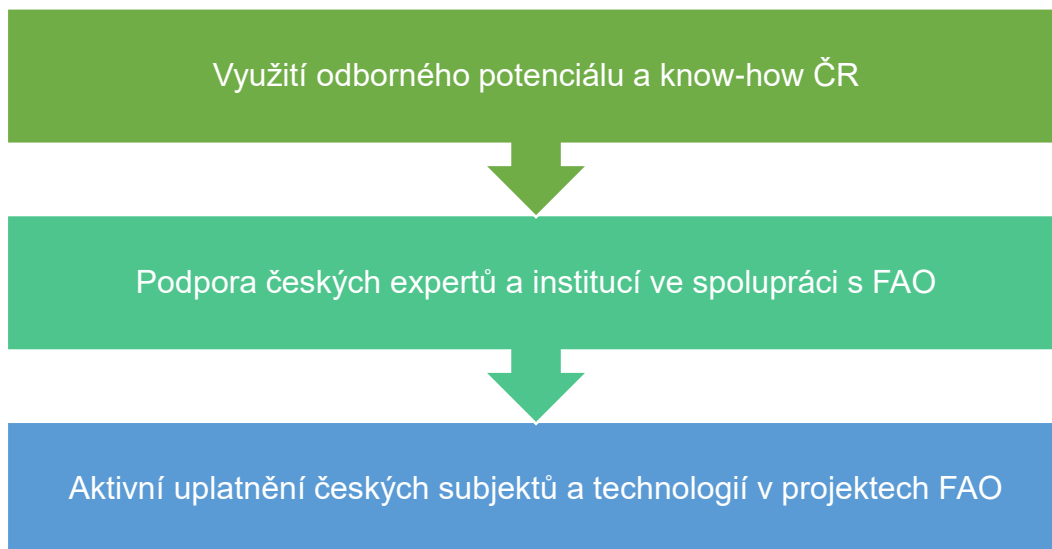 Využití odborného potenciálu a know-how ČR
Podpora českých expertů a institucí ve spolupráci s FAO
Aktivní uplatnění českých subjektů a technologií v projektech FAO